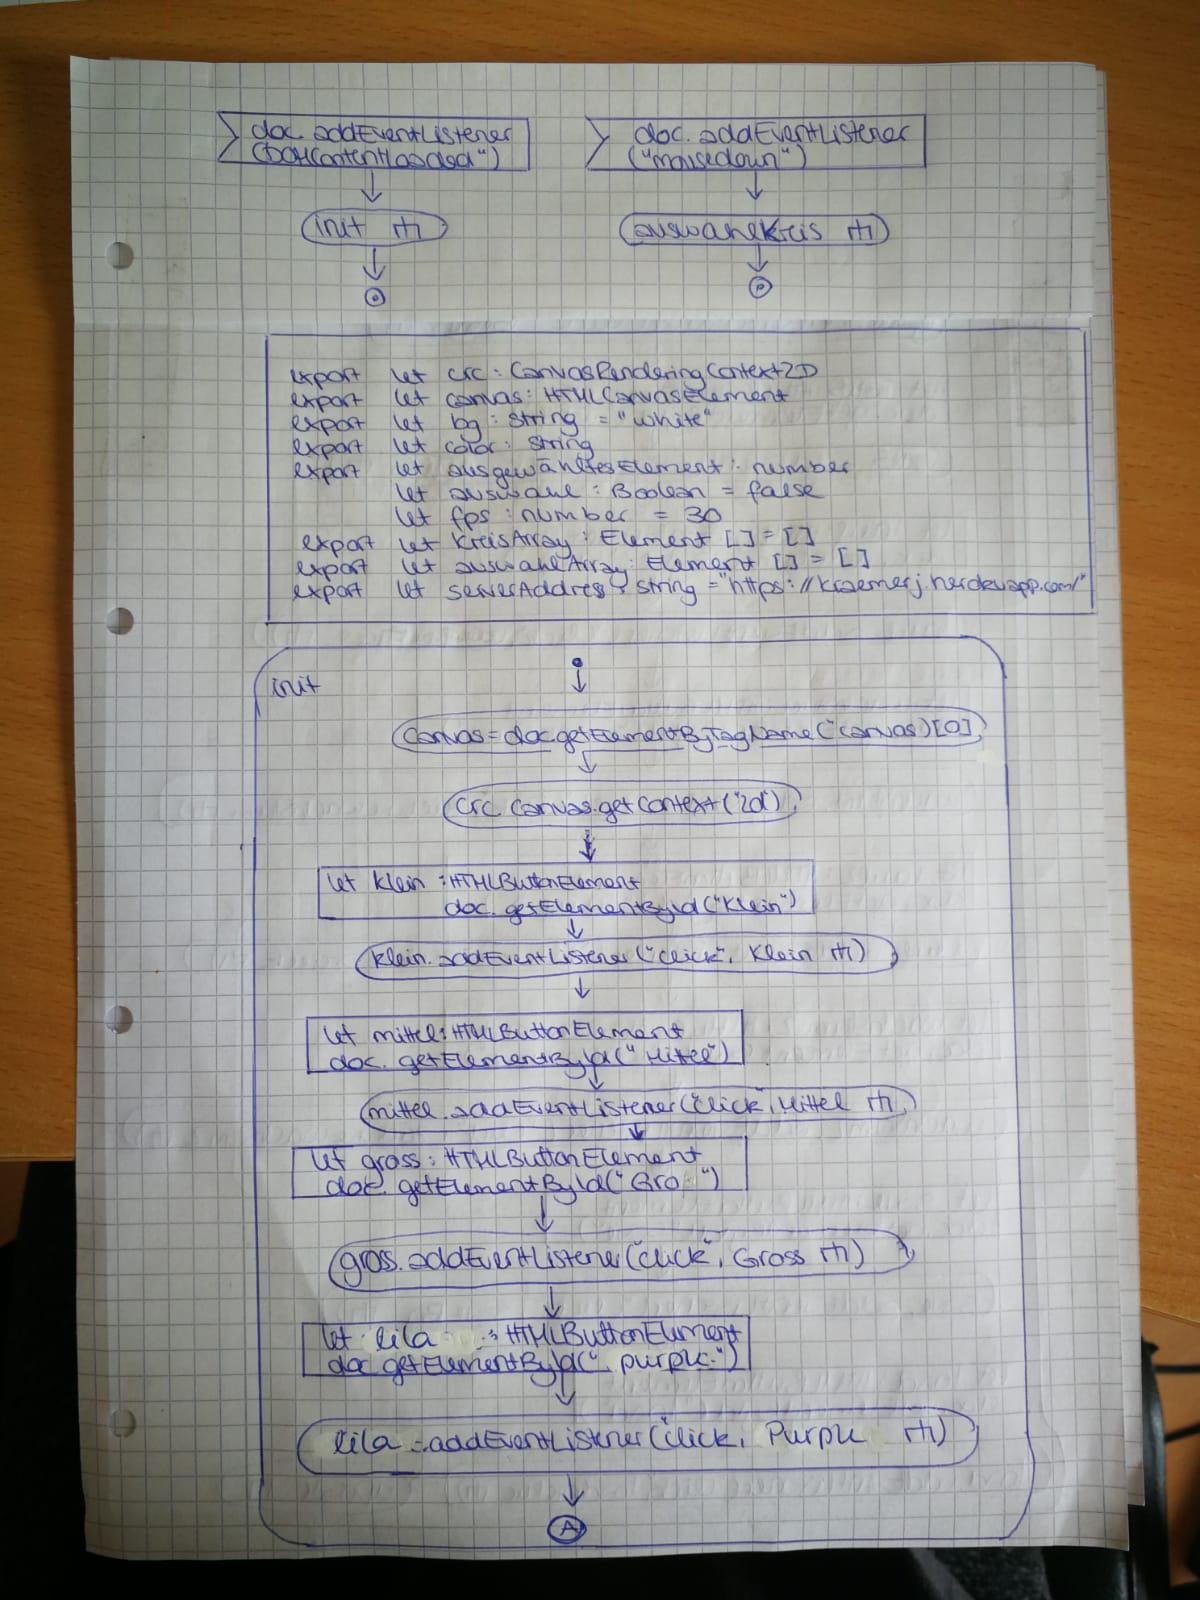 doc.addEventListener
(DOMContentLoaded")
init
doc.addEventListener
("mousedown")
auswahlKreis
export let crc : CanvasRenderingContext2D
export let canvas : HTMLCanvasElement
export let bg : string = "white"
export let color : string
export let ausgewähltesElement : number
let auswahl : Boolean = false
let fps : number = 30
export let KreisArray : Element [] = []
export let auswahlArray : Element [] = []
export let serverAddress : string = "https://kraemerj.herokuapp.com/"
init
Canvas = doc.getElementByTagName("canvas)[0]
crc canvas.getContext("2d")
let klein : HTMLButtonElement
doc.getElementById("Klein")
klein.addEventListener("click", Klein )
let mittel : HTMLButtonElement
doc.getElementById("Mittel")
mittel.addEventListener("click", Mittel
let gross : HTMLButtonElement
doc.getElementById("Gro ")
gross.addEventListener("click", Gross )
let lila : HTMLButtonElement
doc.getElementById(" purple")
lila addEventListener("click, Purple )
A